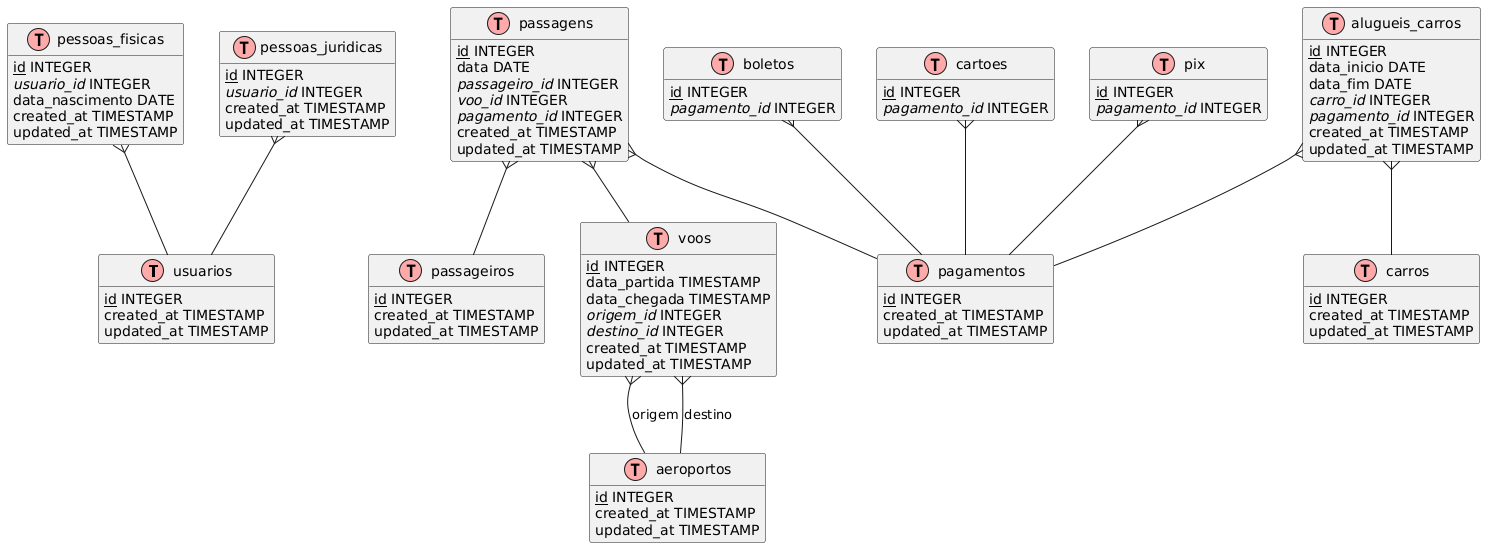 T pessoas_fisicas
id INTEGER
usuario_id INTEGER
data_nascimento DATE
created_at TIMESTAMP
updated_at TIMESTAMP
T pessoas_juridicas
id INTEGER
usuario_id INTEGER
created_at TIMESTAMP
updated_at TIMESTAMP
T passagens
id INTEGER
data DATE
passageiro_id INTEGER
voo_id INTEGER
pagamento_id INTEGER
created_at TIMESTAMP
updated_at TIMESTAMP
T boletos
id INTEGER
pagamento_id INTEGER
T cartoes
id INTEGER
pagamento_id INTEGER
T pix
id INTEGER
pagamento_id INTEGER
T alugueis_carros
id INTEGER
data_inicio DATE
data_fim DATE
carro_id INTEGER
pagamento_id INTEGER
created_at TIMESTAMP
updated_at TIMESTAMP
T usuarios
id INTEGER
created_at TIMESTAMP
updated_at TIMESTAMP
T passageiros
id INTEGER
created_at TIMESTAMP
updated_at TIMESTAMP
T voos
id INTEGER
data_partida TIMESTAMP
data_chegada TIMESTAMP
origem_id INTEGER
destino_id INTEGER
created_at TIMESTAMP
updated_at TIMESTAMP
T pagamentos
id INTEGER
created_at TIMESTAMP
updated_at TIMESTAMP
T carros
id INTEGER
created_at TIMESTAMP
updated_at TIMESTAMP
origem
destino
T aeroportos
id INTEGER
created_at TIMESTAMP
updated_at TIMESTAMP